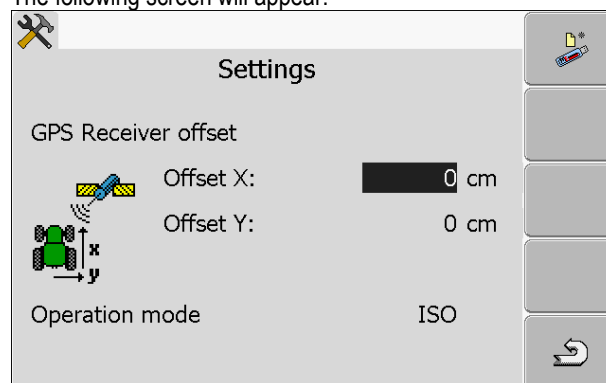 The following screen will appear:
Settings
GPS Receiver offset
Offset X: 0 cm
Offset Y: 0 cm
x
y
Operation mode ISO